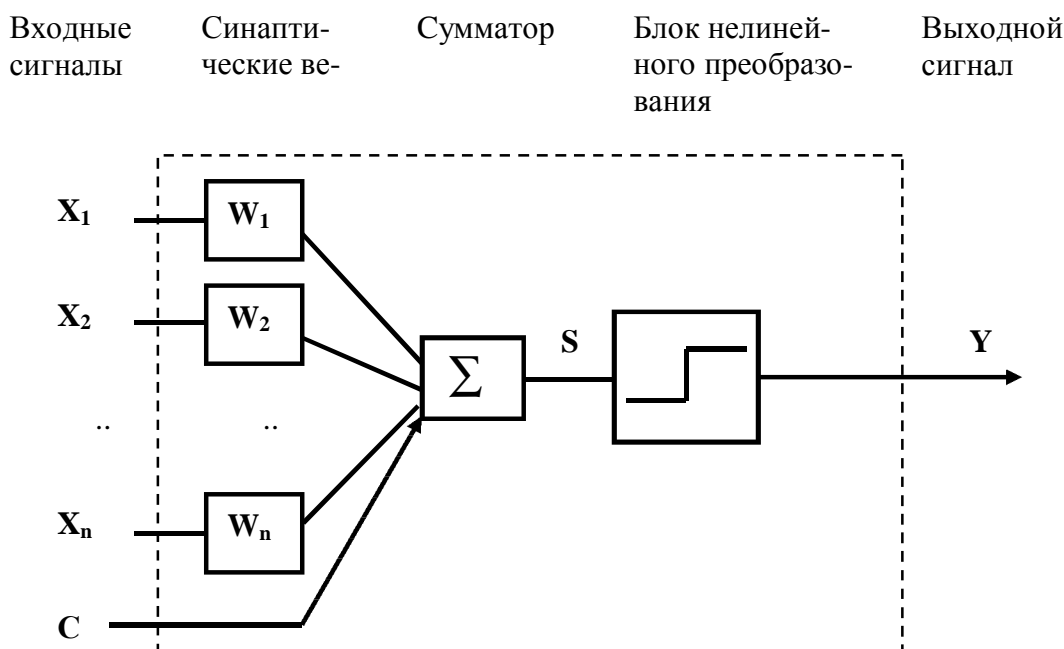 Входные
сигналы
Синапти-
ческие ве-
Сумматор
Блок нелиней-
ного преобразо-
вания
Выходной
сигнал
X₁
W₁
X₂
W₂
Σ
S
Y
..
..
Xₙ
Wₙ
C